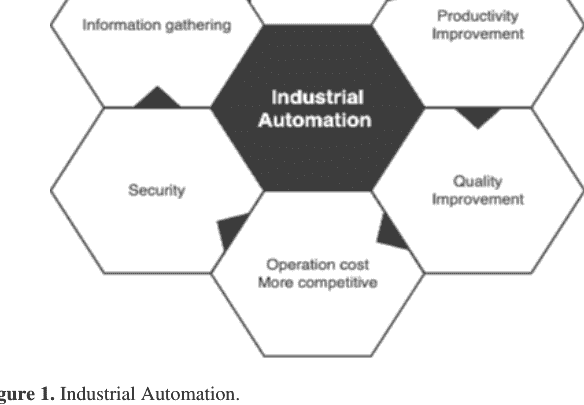 Information gathering
Productivity
Improvement
Industrial
Automation
Security
Quality
Improvement
Operation cost
More competitive
gure 1. Industrial Automation.